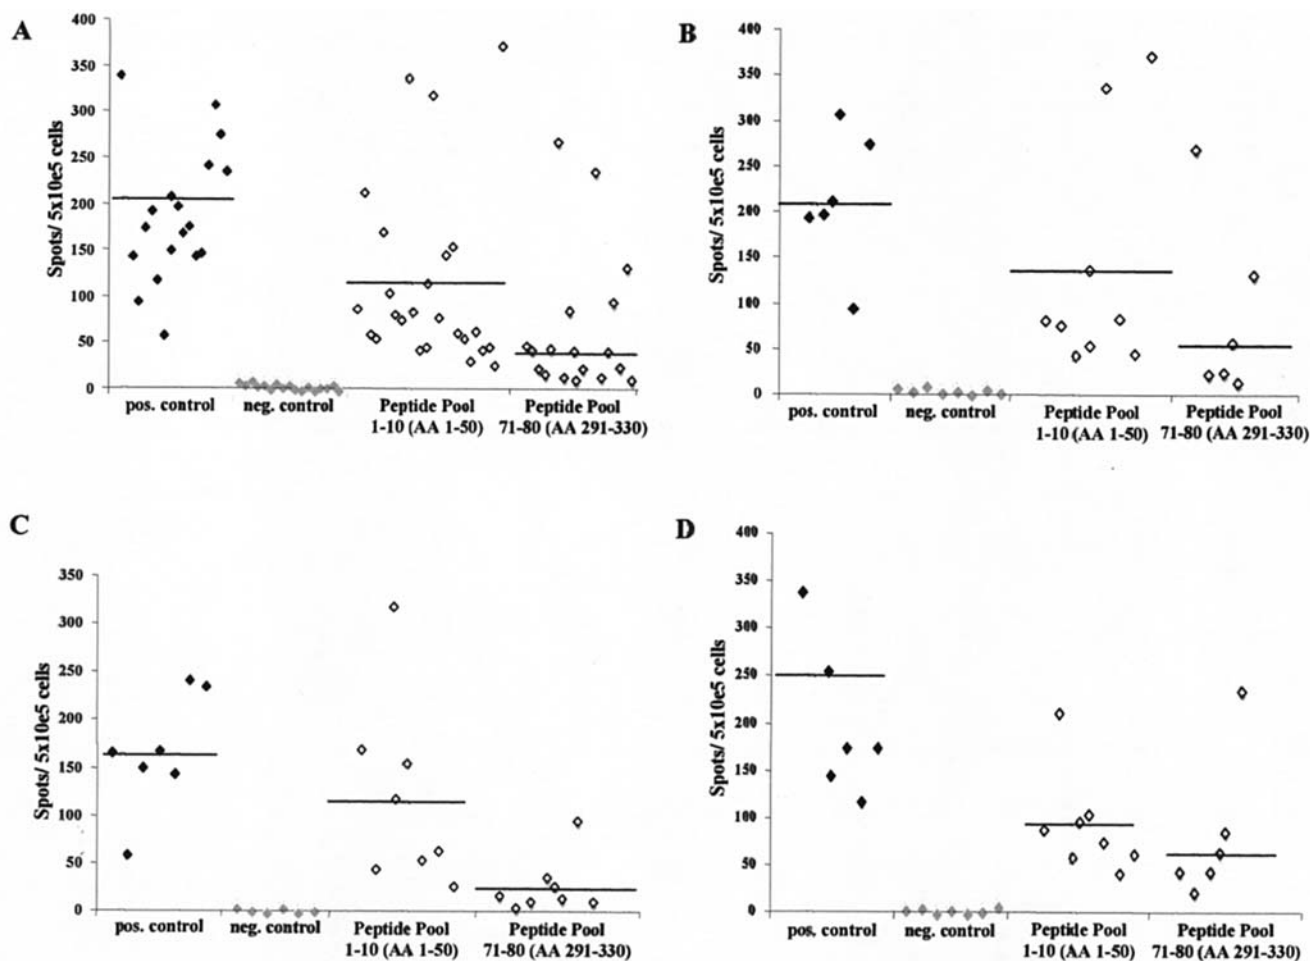 A
Spots/ 5x10e5 cells
400
350
300
250
200
150
100
50
0
pos. control
neg. control
Peptide Pool
1-10 (AA 1-50)
Peptide Pool
71-80 (AA 291-330)
B
Spots/ 5x10e5 cells
400
350
300
250
200
150
100
50
0
pos. control
neg. control
Peptide Pool
1-10 (AA 1-50)
Peptide Pool
71-80 (AA 291-330)
C
Spots/ 5x10e5 cells
350
300
250
200
150
100
50
0
pos. control
neg. control
Peptide Pool
1-10 (AA 1-50)
Peptide Pool
71-80 (AA 291-330)
D
Spots/ 5x10e5 cells
400
350
300
250
200
150
100
50
0
pos. control
neg. control
Peptide Pool
1-10 (AA 1-50)
Peptide Pool
71-80 (AA 291-330)